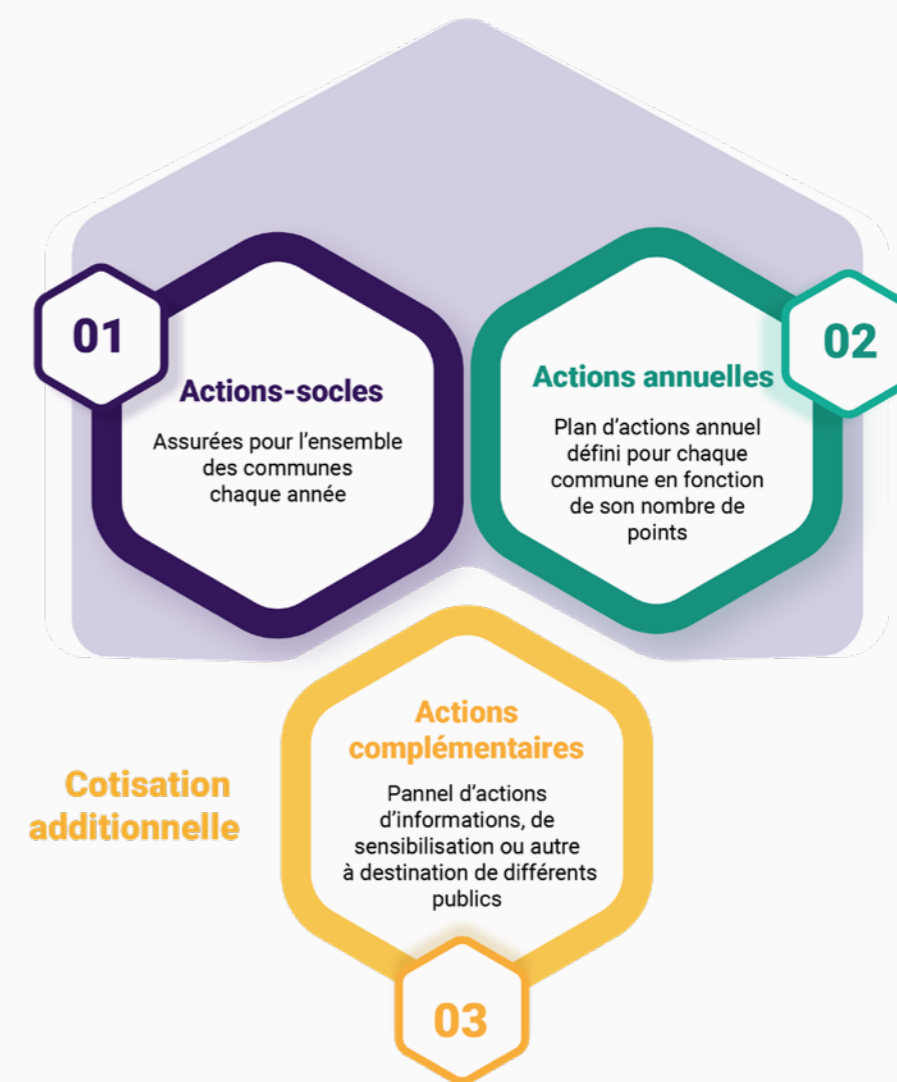 01
Actions-socles
Assurées pour l'ensemble
des communes
chaque année
02
Actions annuelles
Plan d'actions annuel
défini pour chaque
commune en fonction
de son nombre de
points
Cotisation
additionnelle
Actions
complémentaires
Pannel d'actions
d'informations, de
sensibilisation ou autre
à destination de différents
publics
03